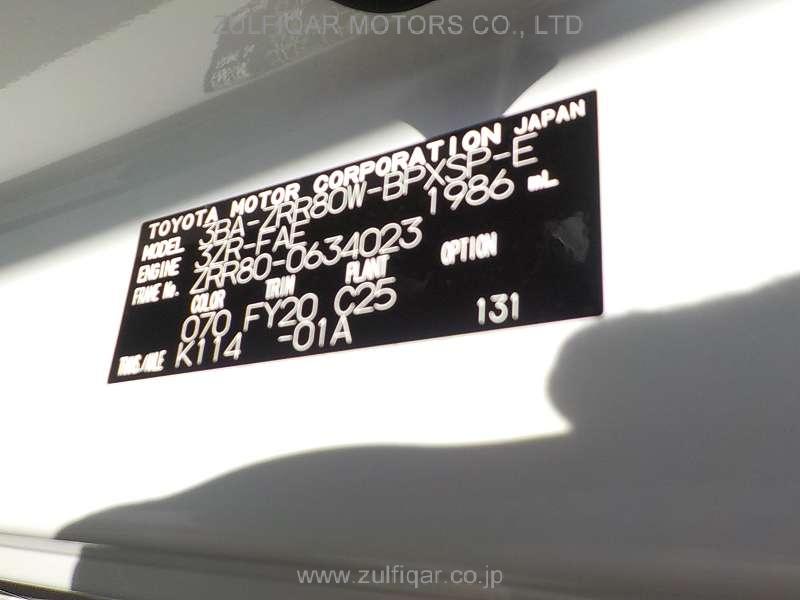 ZULFIQAR MOTORS CO., LTD
TOYOTA MOTOR CORPORATION JAPAN
MODEL 3BA-ZRR80W-BPXSP-E
ENGINE 3ZR-FAE 1986 mL
FRAME No. ZRR80-0634023
COLOR TRIM PLANT OPTION
070 FY20 C25
TRNS/AXLE K114 -01A 131
www.zulfiqar.co.jp